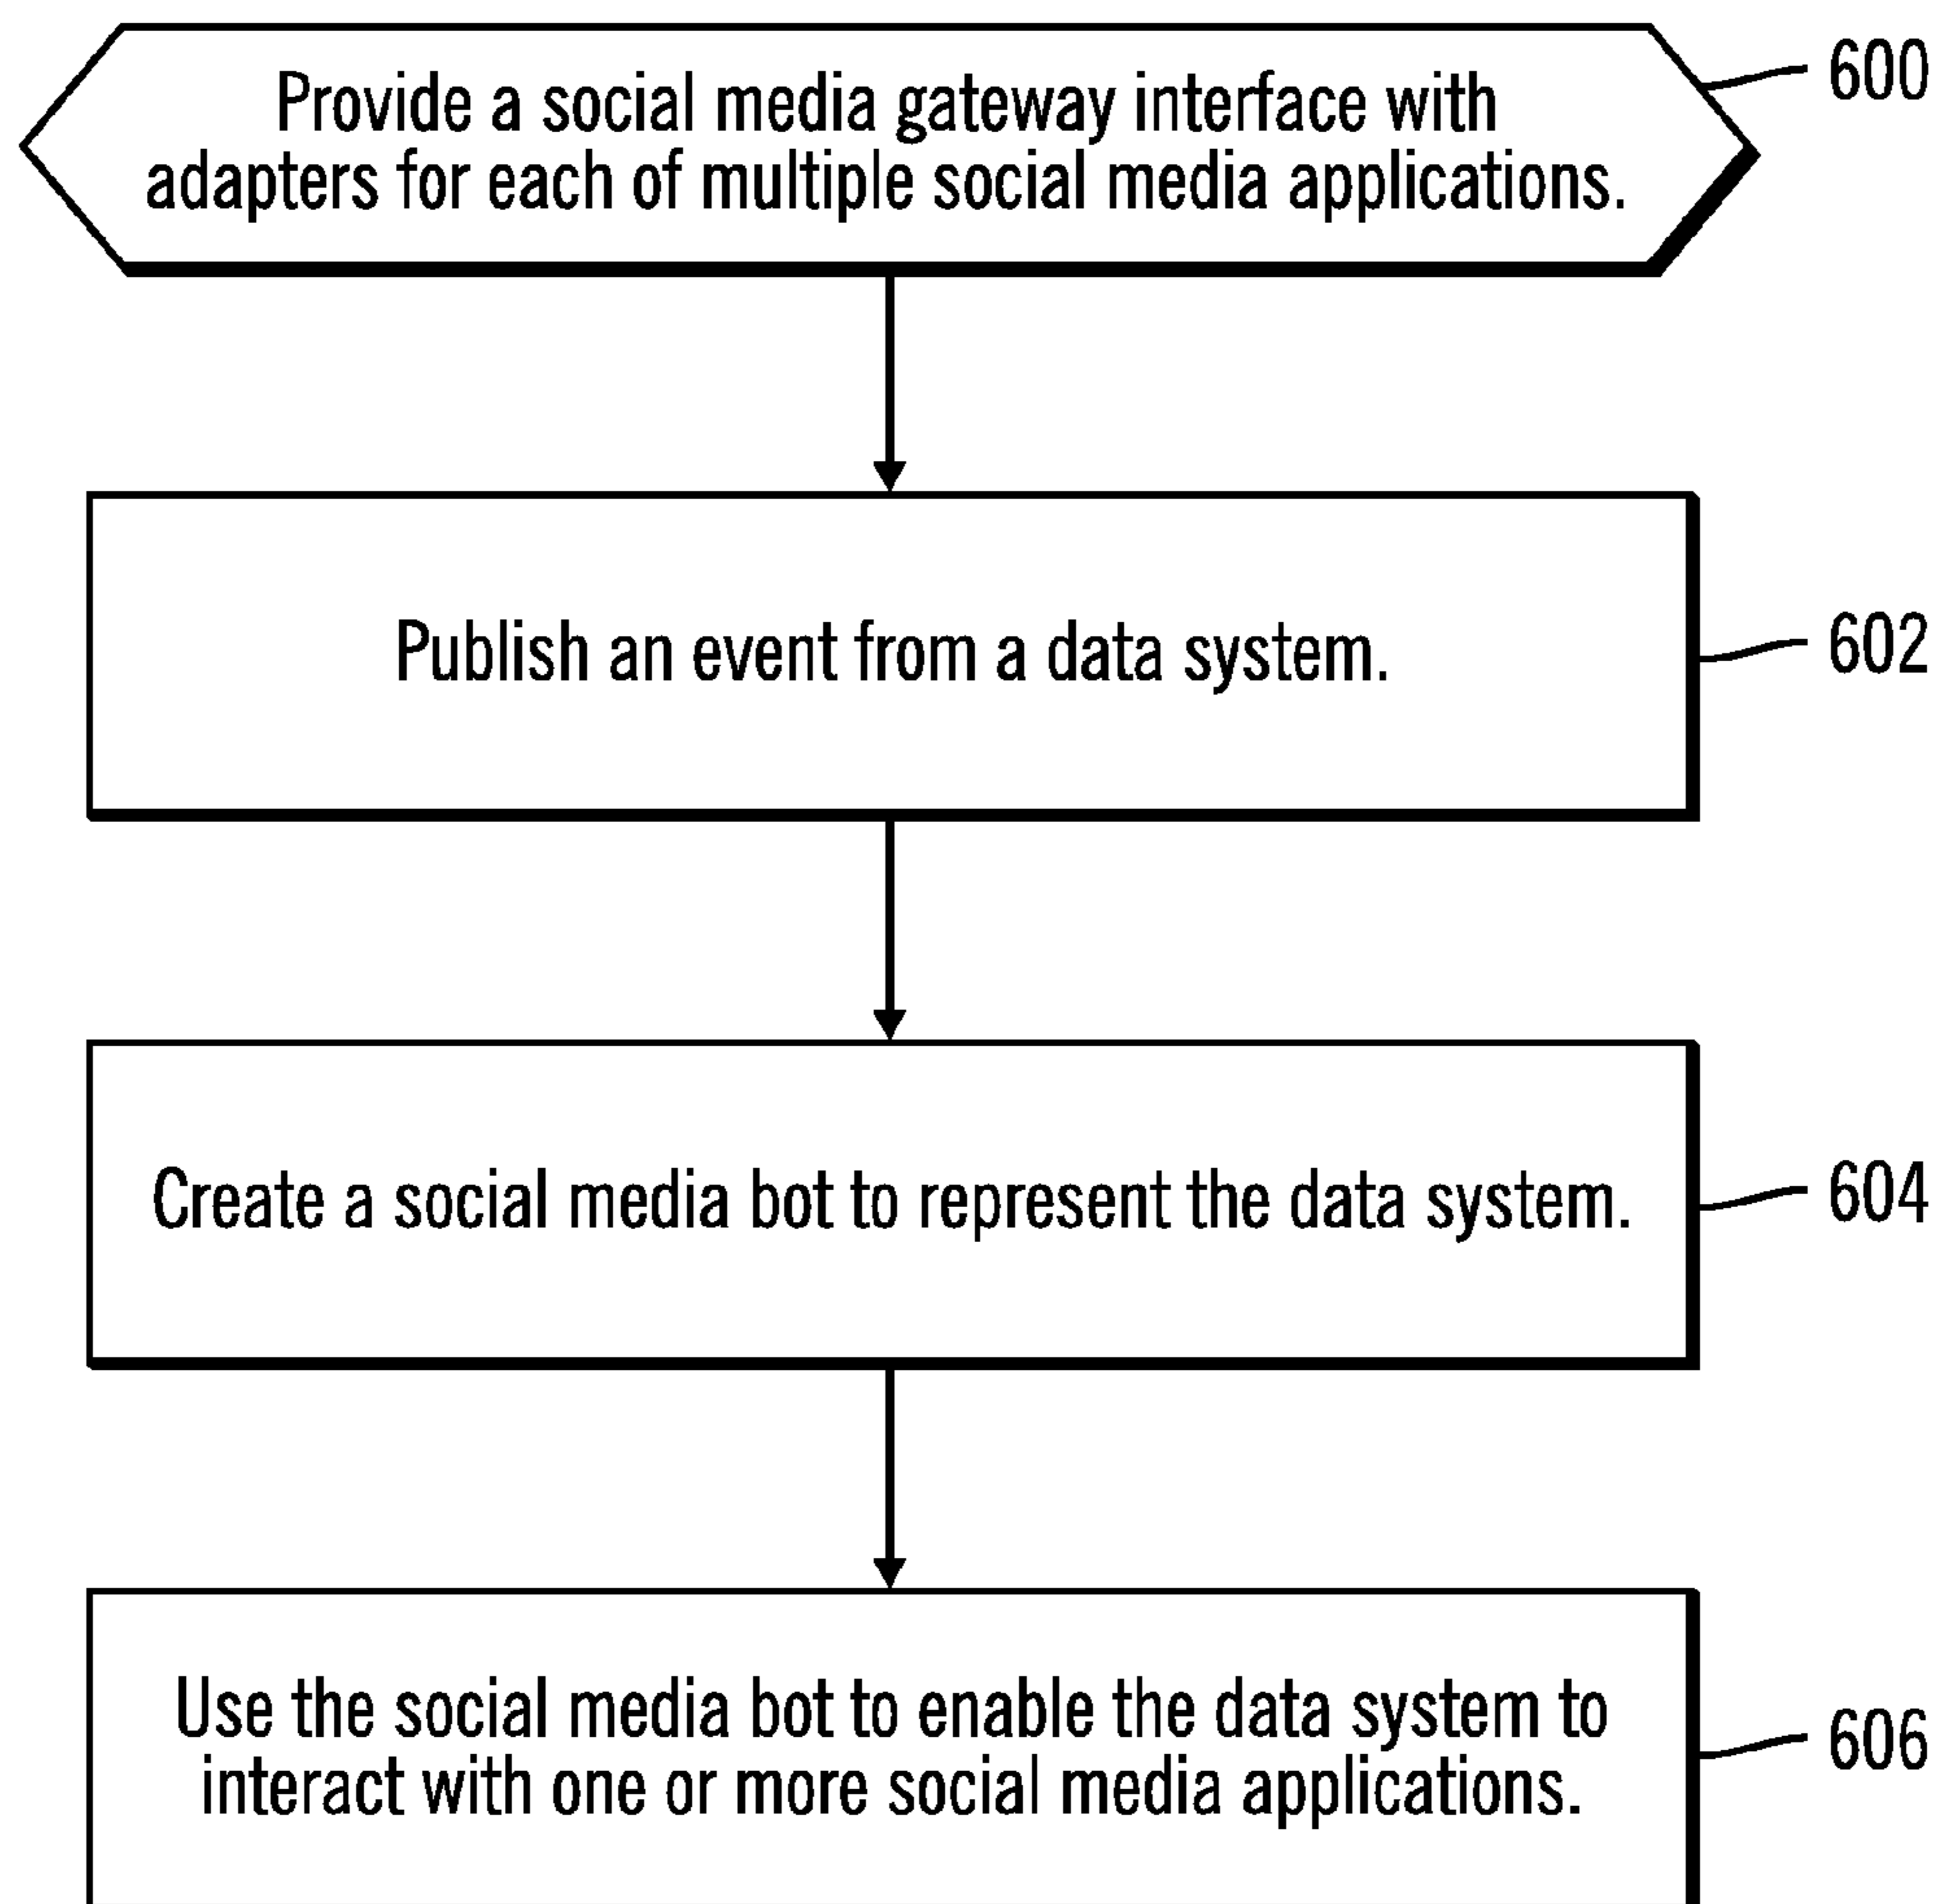 Provide a social media gateway interface with
adapters for each of multiple social media applications.
600
Publish an event from a data system.
602
Create a social media bot to represent the data system.
604
Use the social media bot to enable the data system to
interact with one or more social media applications.
606